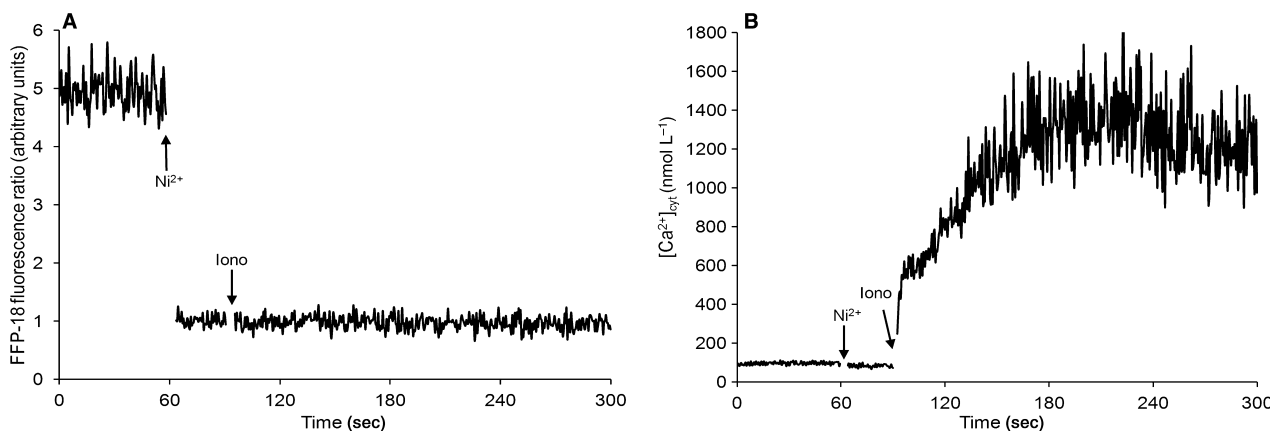 A
FFP-18 fluorescence ratio (arbitrary units)
6
5
4
3
2
1
0
Ni²⁺
Iono
0 60 120 180 240 300
Time (sec)
B
[Ca²⁺]cyt (nmol L⁻¹)
1800
1600
1400
1200
1000
800
600
400
200
0
Iono
Ni²⁺
0 60 120 180 240 300
Time (sec)